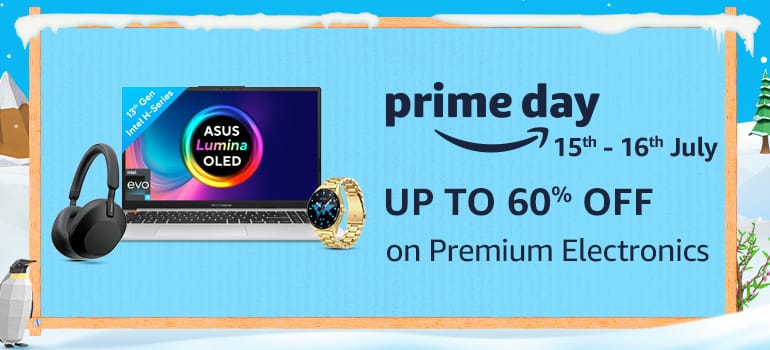 13th Gen
Intel H-Series
ASUS
Lumina
OLED
intel
evo
prime day
15th - 16th July
UP TO 60% OFF
on Premium Electronics